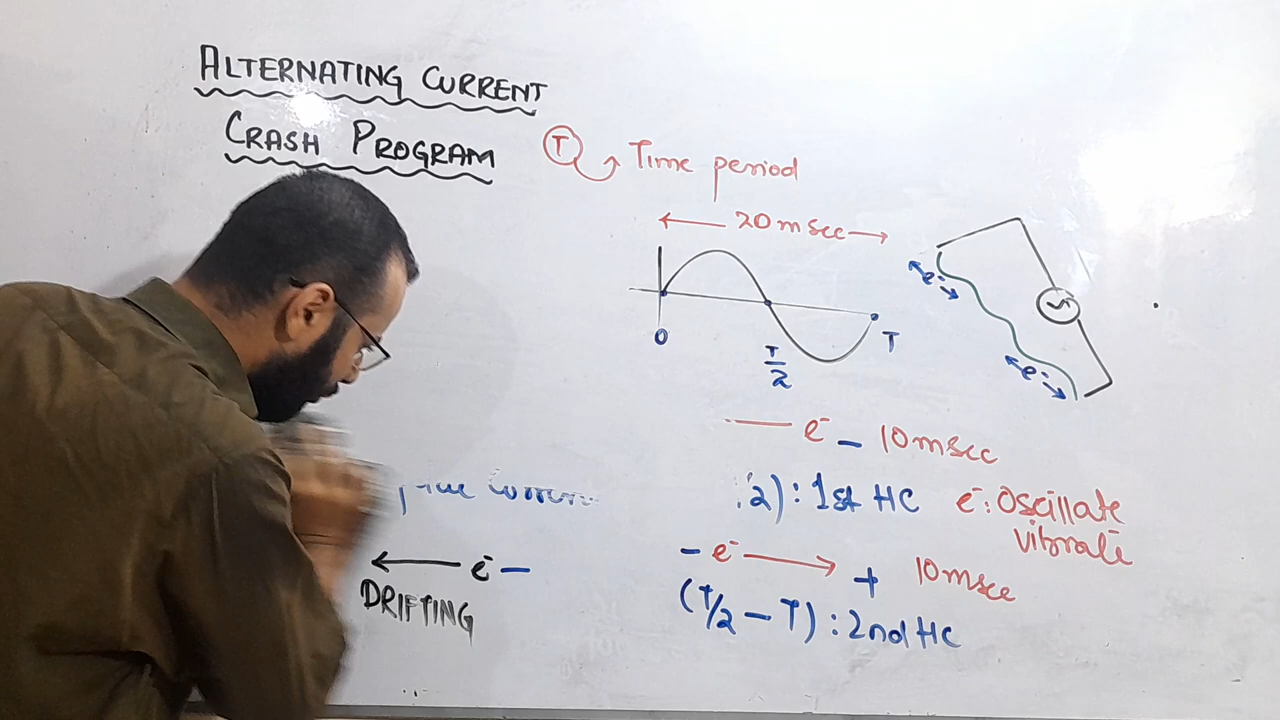 ALTERNATING CURRENT
CRASH PROGRAM
T Time period
20 msec
0
T/2
T
e-
e-
e- - 10 msec
2) : 1st HC e-: Oscillate
vibrate
- e- + 10 msec
(T/2 - T) : 2nd HC
e- -
DRIFTING